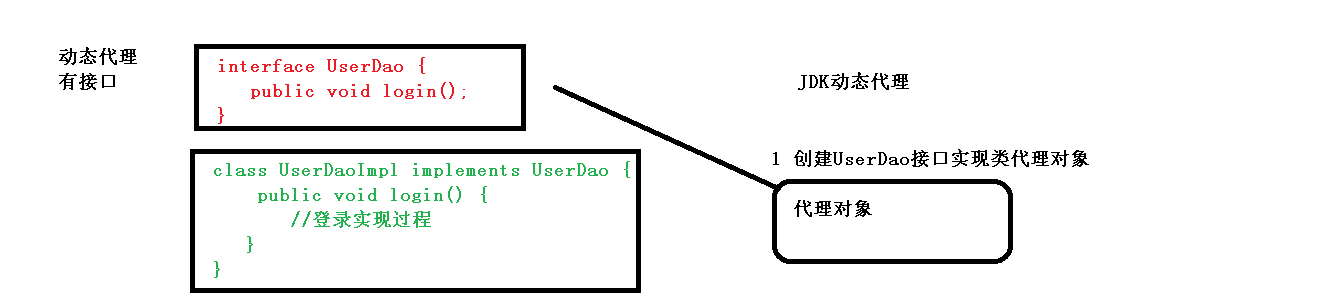 动态代理
有接口
interface UserDao {
public void login();
}
class UserDaoImpl implements UserDao {
public void login() {
//登录实现过程
}
}
JDK动态代理
1 创建UserDao接口实现类代理对象
代理对象